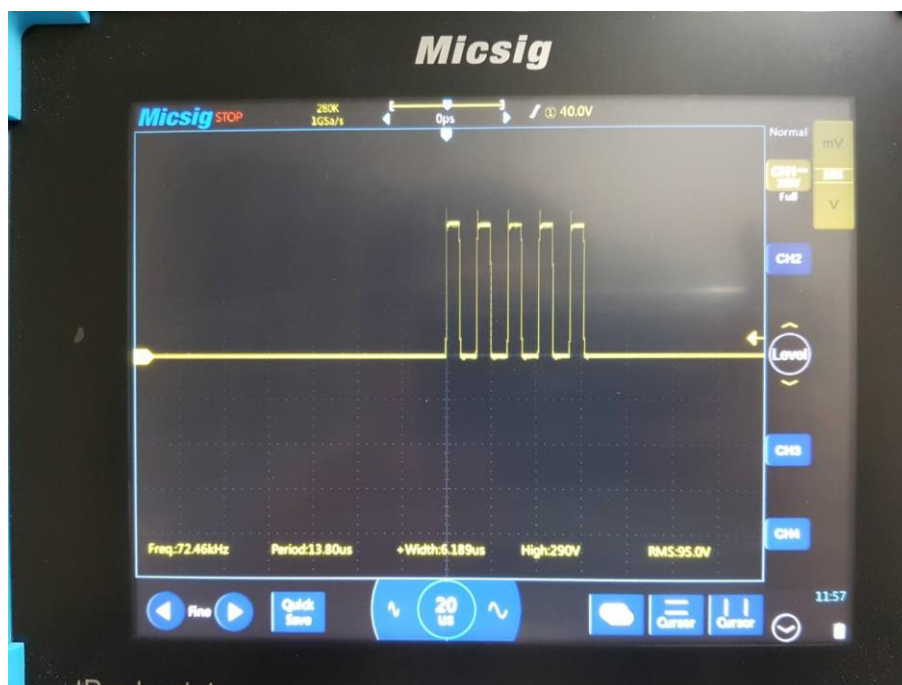 Micsig
Micsig STOP
280K
1GSa/s
0ps
① 40.0V
Normal
mV
CH1
Full
V
CH2
Level
CH3
CH4
Freq:72.46kHz Period:13.80us +Width:6.189us High:290V RMS:95.0V
Fine
Quick
Save
20
us
Cursor
Cursor
11:57